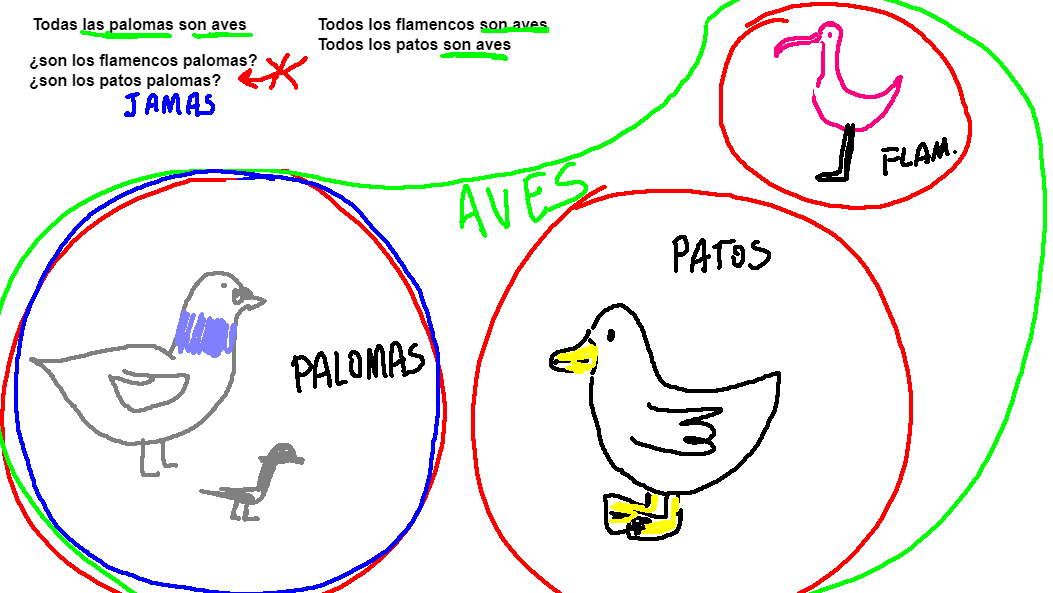 Todas las palomas son aves
¿son los flamencos palomas?
¿son los patos palomas?
JAMAS
Todos los flamencos son aves
Todos los patos son aves
FLAM.
AVES
PATOS
PALOMAS